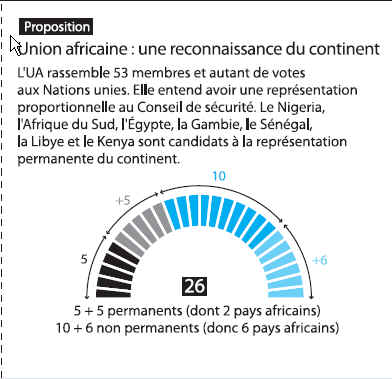 Proposition
Union africaine : une reconnaissance du continent
L'UA rassemble 53 membres et autant de votes
aux Nations unies. Elle entend avoir une représentation
proportionnelle au Conseil de sécurité. Le Nigeria,
l'Afrique du Sud, l'Égypte, la Gambie, le Sénégal,
la Libye et le Kenya sont candidats à la représentation
permanente du continent.
10
+5
5
+6
26
5 + 5 permanents (dont 2 pays africains)
10 + 6 non permanents (donc 6 pays africains)